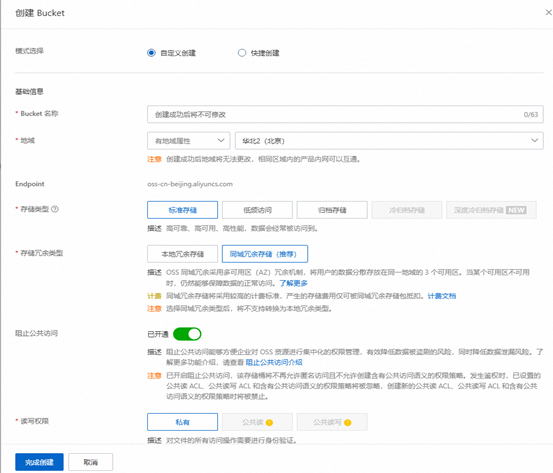 创建 Bucket
模式选择
自定义创建 快捷创建
基础信息
* Bucket 名称 创建成功后将不可修改 0/63
* 地域 有地域属性 华北2（北京）
注意 创建成功后地域将无法更改，相同区域内的产品内网可以互通。
Endpoint oss-cn-beijing.aliyuncs.com
* 存储类型 标准存储 低频访问 归档存储 冷归档存储 深度冷归档存储 NEW
描述 高可靠、高可用、高性能，数据会经常被访问到。
* 存储冗余类型 本地冗余存储 同城冗余存储（推荐）
描述 OSS 同城冗余采用多可用区（AZ）冗余机制，将用户的数据分散存放在同一地域的 3 个可用区。当某个可用区不可用
时，仍然能够保障数据的正常访问。了解更多
计费 同城冗余存储将采用较高的计费标准，产生的存储费用仅可被同城冗余存储包抵扣。计费文档
注意 选择同城冗余类型后，将不支持转换为本地冗余类型。
阻止公共访问 已开通
描述 阻止公共访问能够方便企业对 OSS 资源进行集中化的权限管理，有效降低数据被盗刷的风险，同时降低数据泄漏风险。了
解更多功能介绍，请查看 阻止公共访问介绍
注意 已开启阻止公共访问，该存储桶将不再允许匿名访问且不允许创建含有公共访问语义的权限策略。发生鉴权时，已设置的
公共读 ACL、公共读写 ACL 和含有公共访问语义的权限策略将被忽略，创建新的公共读 ACL、公共读写 ACL 和含有公共访
问语义的权限策略时将被禁止。
* 读写权限 私有 公共读 公共读写
描述 对文件的所有访问操作需要进行身份验证。
完成创建 取消